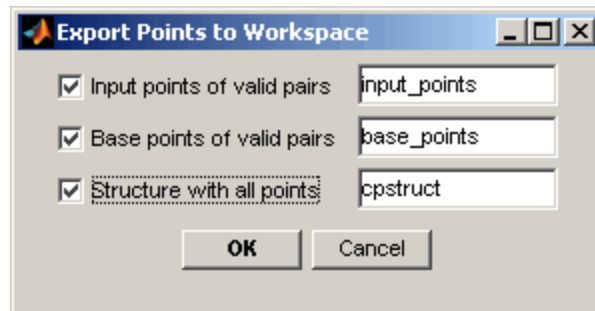 Export Points to Workspace
Input points of valid pairs input_points
Base points of valid pairs base_points
Structure with all points cpstruct
OK Cancel